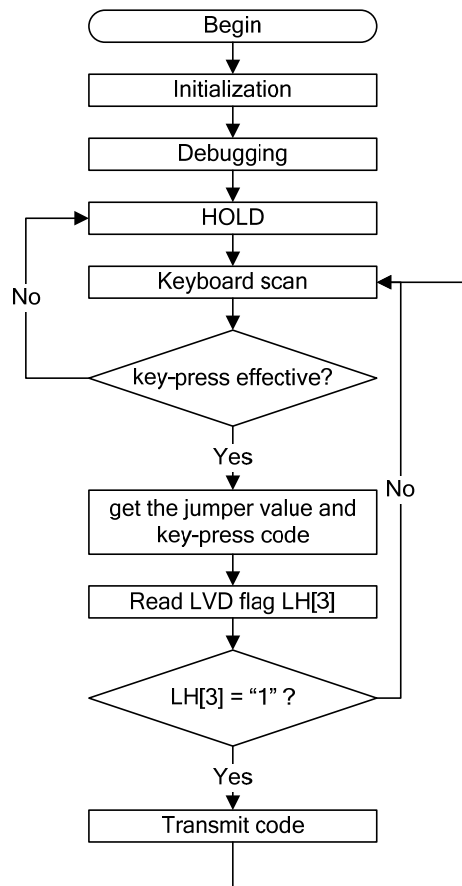 Begin
Initialization
Debugging
HOLD
Keyboard scan
No
key-press effective?
Yes
get the jumper value and
key-press code
No
Read LVD flag LH[3]
LH[3] = “1” ?
Yes
Transmit code